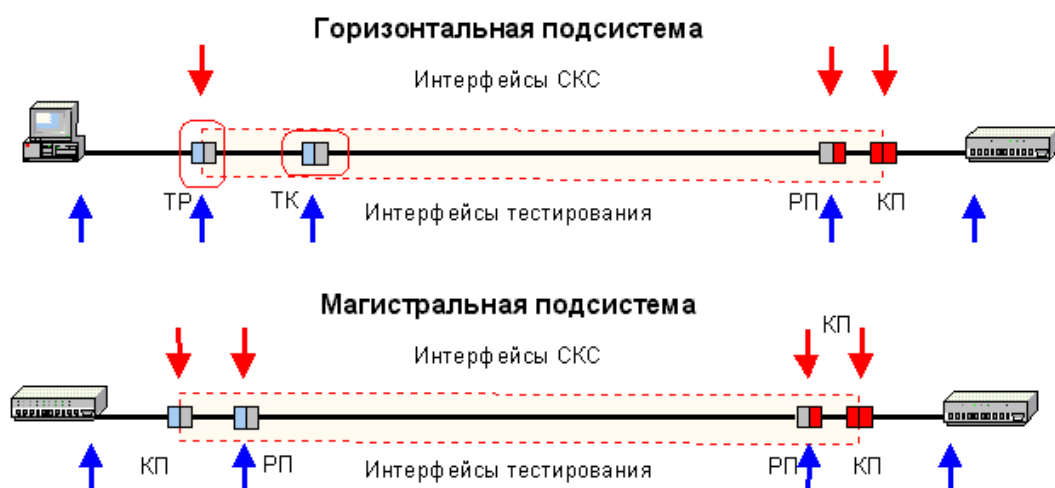 Горизонтальная подсистема
Интерфейсы СКС
ТР
ТК
Интерфейсы тестирования
РП
КП
Магистральная подсистема
КП
Интерфейсы СКС
КП
РП
Интерфейсы тестирования
РП
КП